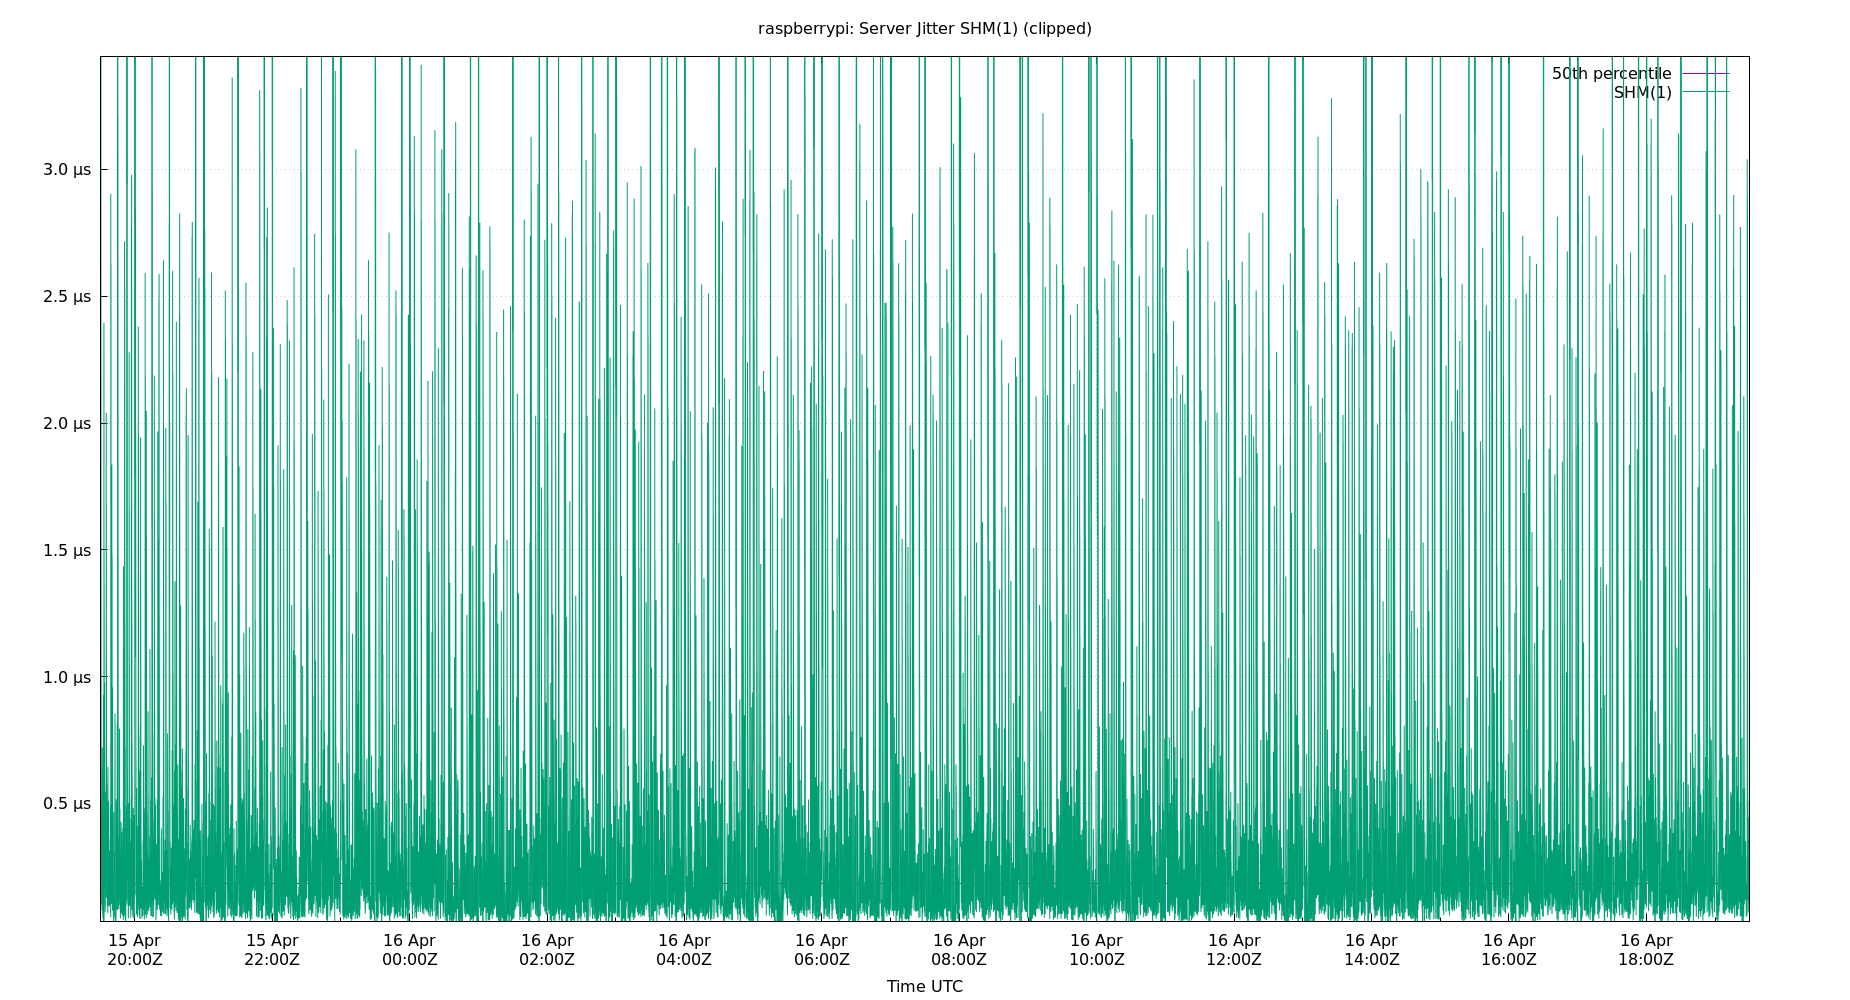 raspberrypi: Server Jitter SHM(1) (clipped)
50th percentile
SHM(1)
3.0 µs
2.5 µs
2.0 µs
1.5 µs
1.0 µs
0.5 µs
15 Apr 15 Apr 16 Apr 16 Apr 16 Apr 16 Apr 16 Apr 16 Apr 16 Apr 16 Apr 16 Apr 16 Apr
20:00Z 22:00Z 00:00Z 02:00Z 04:00Z 06:00Z 08:00Z 10:00Z 12:00Z 14:00Z 16:00Z 18:00Z
Time UTC